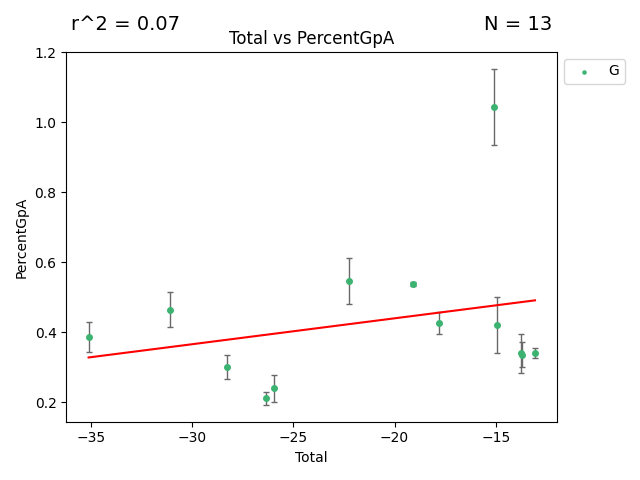 r^2 = 0.07
N = 13
Total vs PercentGpA
G
1.2
1.0
0.8
0.6
0.4
0.2
PercentGpA
−35
−30
−25
−20
−15
Total